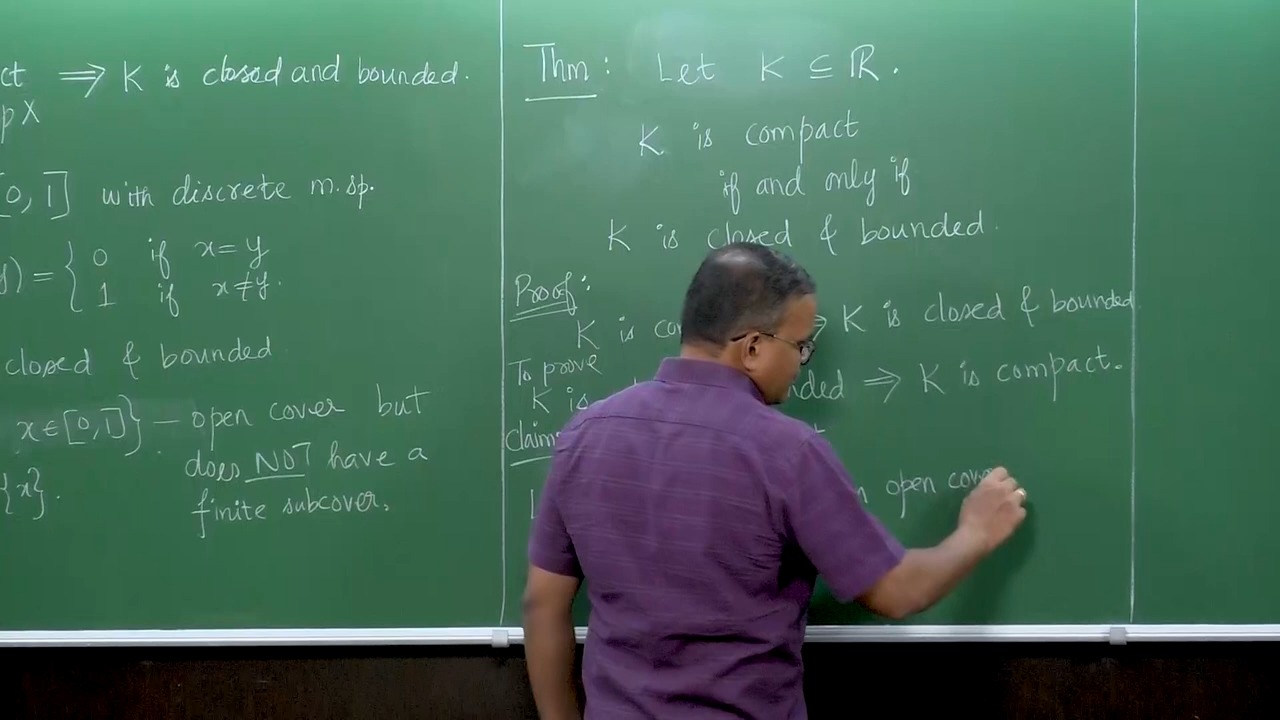 ct ⟹ K is closed and bounded.
p X
[0, 1] with discrete m. sp.
y) = { 0 if x = y
1 if x ≠ y.
closed & bounded
x ∈ [0, 1]} — open cover but
does NOT have a
{x}. finite subcover.
Thm: Let K ⊆ ℝ.
K is compact
if and only if
K is closed & bounded.
Proof:
K is co ⟹ K is closed & bounded
To prove
K is nded ⟹ K is compact.
Claim:
n open cove